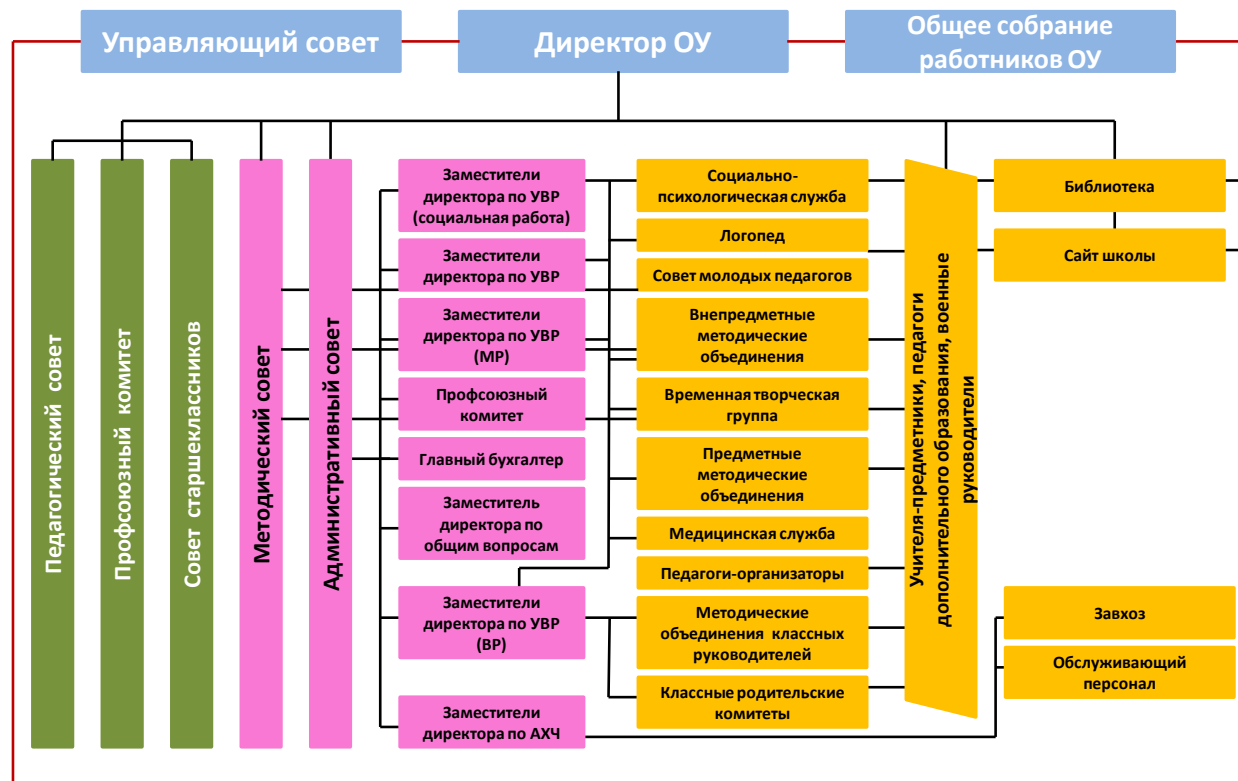 Управляющий совет
Директор ОУ
Общее собрание
работников ОУ
Педагогический совет
Профсоюзный комитет
Совет старшеклассников
Методический совет
Административный совет
Заместители
директора по УВР
(социальная работа)
Заместители
директора по УВР
Заместители
директора по УВР
(МР)
Профсоюзный
комитет
Главный бухгалтер
Заместитель
директора по
общим вопросам
Заместители
директора по УВР
(ВР)
Заместители
директора по АХЧ
Социально-
психологическая служба
Логопед
Совет молодых педагогов
Внепредметные
методические
объединения
Временная творческая
группа
Предметные
методические
объединения
Медицинская служба
Педагоги-организаторы
Методические
объединения классных
руководителей
Классные родительские
комитеты
Учителя-предметники, педагоги
дополнительного образования, военные
руководители
Библиотека
Сайт школы
Завхоз
Обслуживающий
персонал